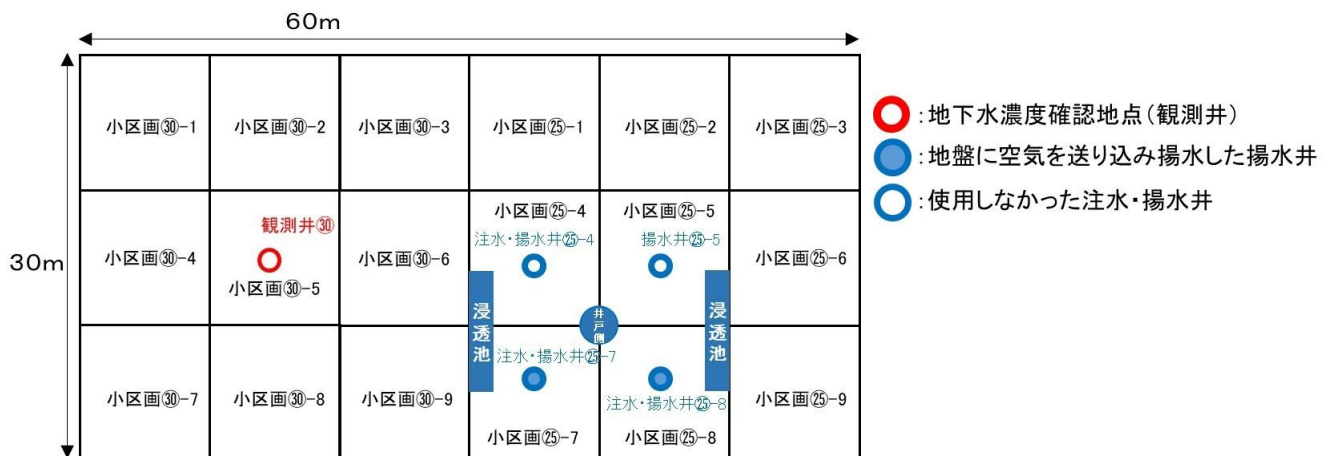 60m
30m
小区画㉚-1
小区画㉚-2
小区画㉚-3
小区画㉕-1
小区画㉕-2
小区画㉕-3
小区画㉚-4
観測井㉚
小区画㉚-5
小区画㉚-6
小区画㉕-4
注水・揚水井㉕-4
小区画㉕-5
揚水井㉕-5
小区画㉕-6
浸透池
井戸側
浸透池
小区画㉚-7
小区画㉚-8
小区画㉚-9
注水・揚水井㉕-7
小区画㉕-7
注水・揚水井㉕-8
小区画㉕-8
小区画㉕-9
:地下水濃度確認地点(観測井)
:地盤に空気を送り込み揚水した揚水井
:使用しなかった注水・揚水井